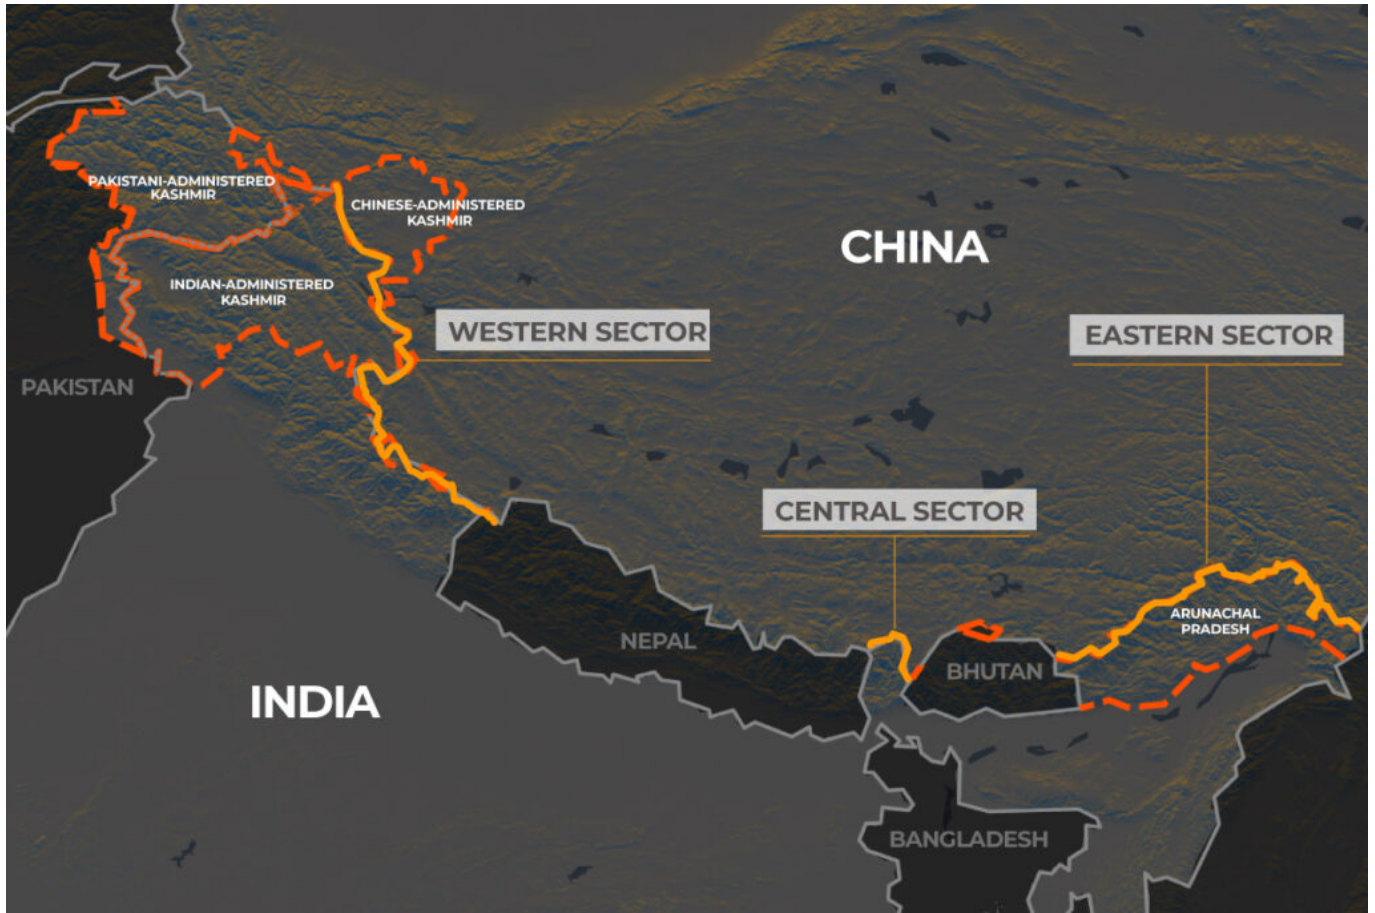 PAKISTANI-ADMINISTERED
KASHMIR
CHINESE-ADMINISTERED
KASHMIR
CHINA
INDIAN-ADMINISTERED
KASHMIR
WESTERN SECTOR
EASTERN SECTOR
PAKISTAN
CENTRAL SECTOR
ARUNACHAL
PRADESH
NEPAL
BHUTAN
INDIA
BANGLADESH